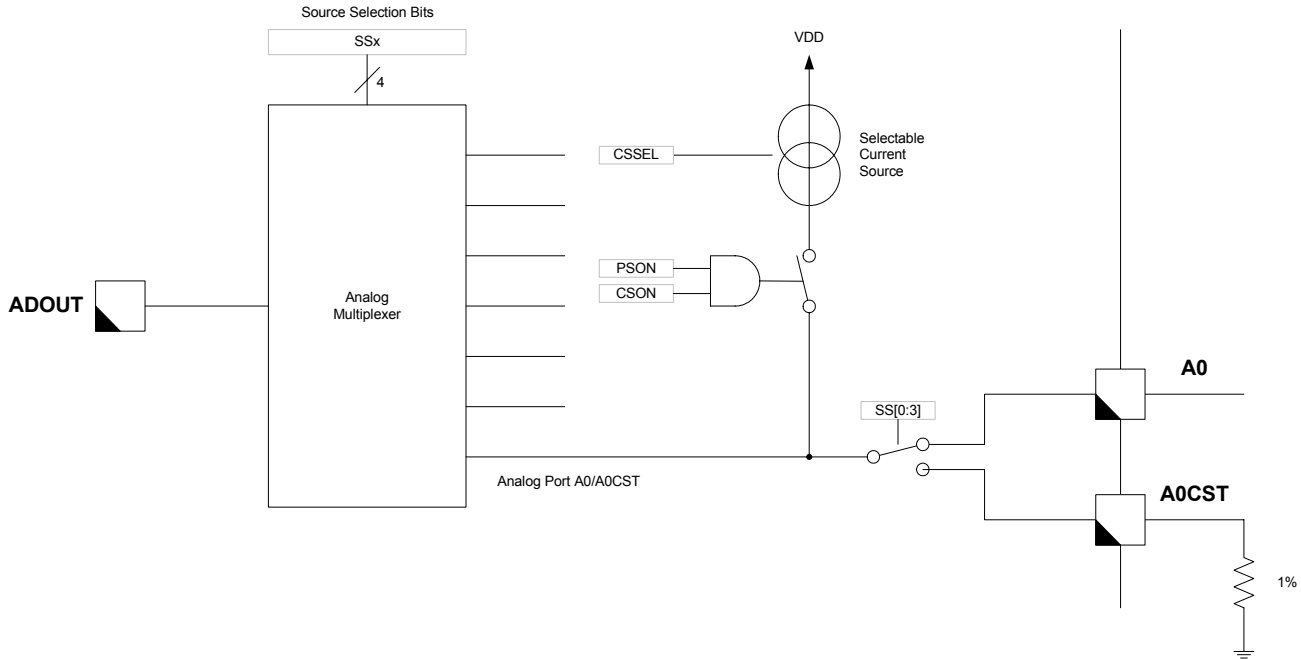 Source Selection Bits
SSx
4
VDD
Selectable
Current
Source
CSSEL
PSON
CSON
ADOUT
Analog
Multiplexer
A0
SS[0:3]
Analog Port A0/A0CST
A0CST
1%